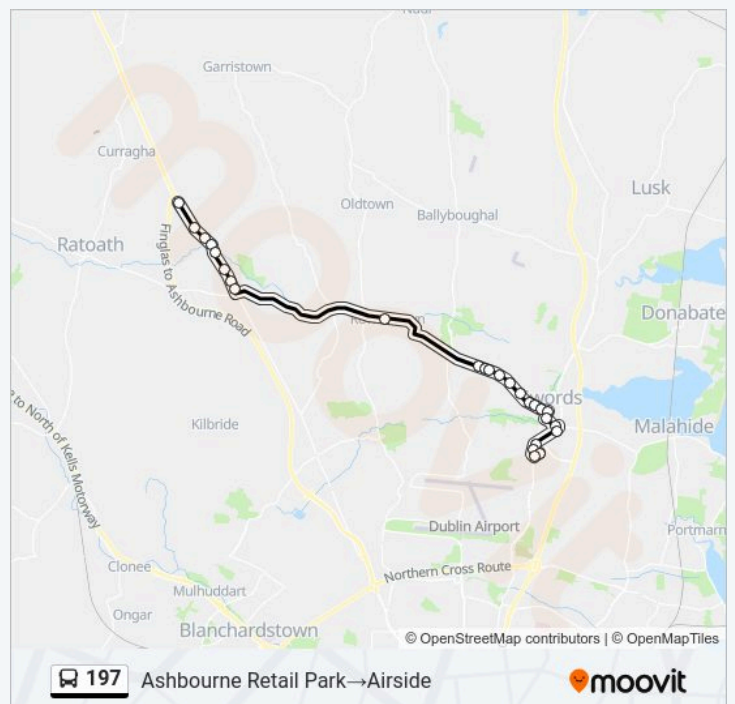 Naul
Garristown
Curragha
Lusk
Oldtown
Ballyboughal
Ratoath
Finglas to Ashbourne Road
Donabate
words
Kilbride
Malahide
to North of Kells Motorway
Dublin Airport
Portmarn
Northern Cross Route
Clonee
Mulhuddart
Ongar
Blanchardstown
© OpenStreetMap contributors | © OpenMapTiles
197 Ashbourne Retail Park→Airside
moovit